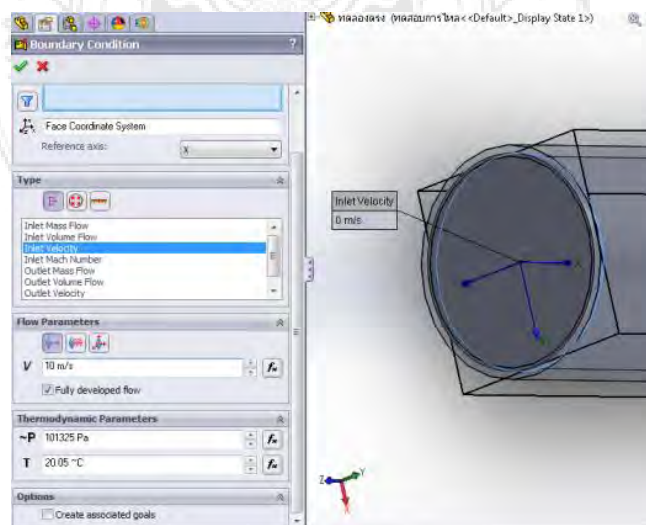 ทดลองตรง (ทดสอบการไหล<<Default>_Display State 1>)
Boundary Condition
?
Face Coordinate System
Reference axis:
X
Type
Inlet Mass Flow
Inlet Volume Flow
Inlet Velocity
Inlet Mach Number
Outlet Mass Flow
Outlet Volume Flow
Outlet Velocity
Flow Parameters
V 10 m/s
Fully developed flow
Thermodynamic Parameters
~P 101325 Pa
T 20.05 °C
Options
Create associated goals
Inlet Velocity
0 m/s
X
Z
Y
X